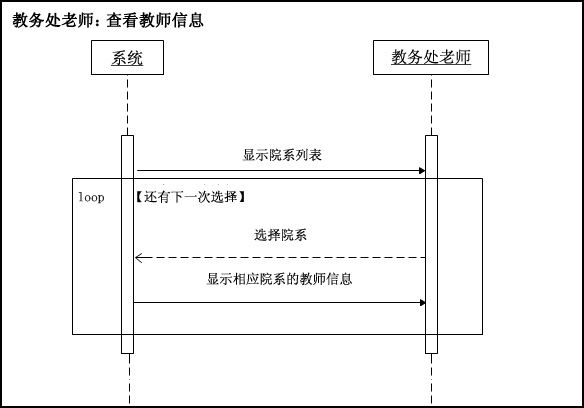 教务处老师：查看教师信息
系统
教务处老师
显示院系列表
loop 【还有下一次选择】
选择院系
显示相应院系的教师信息